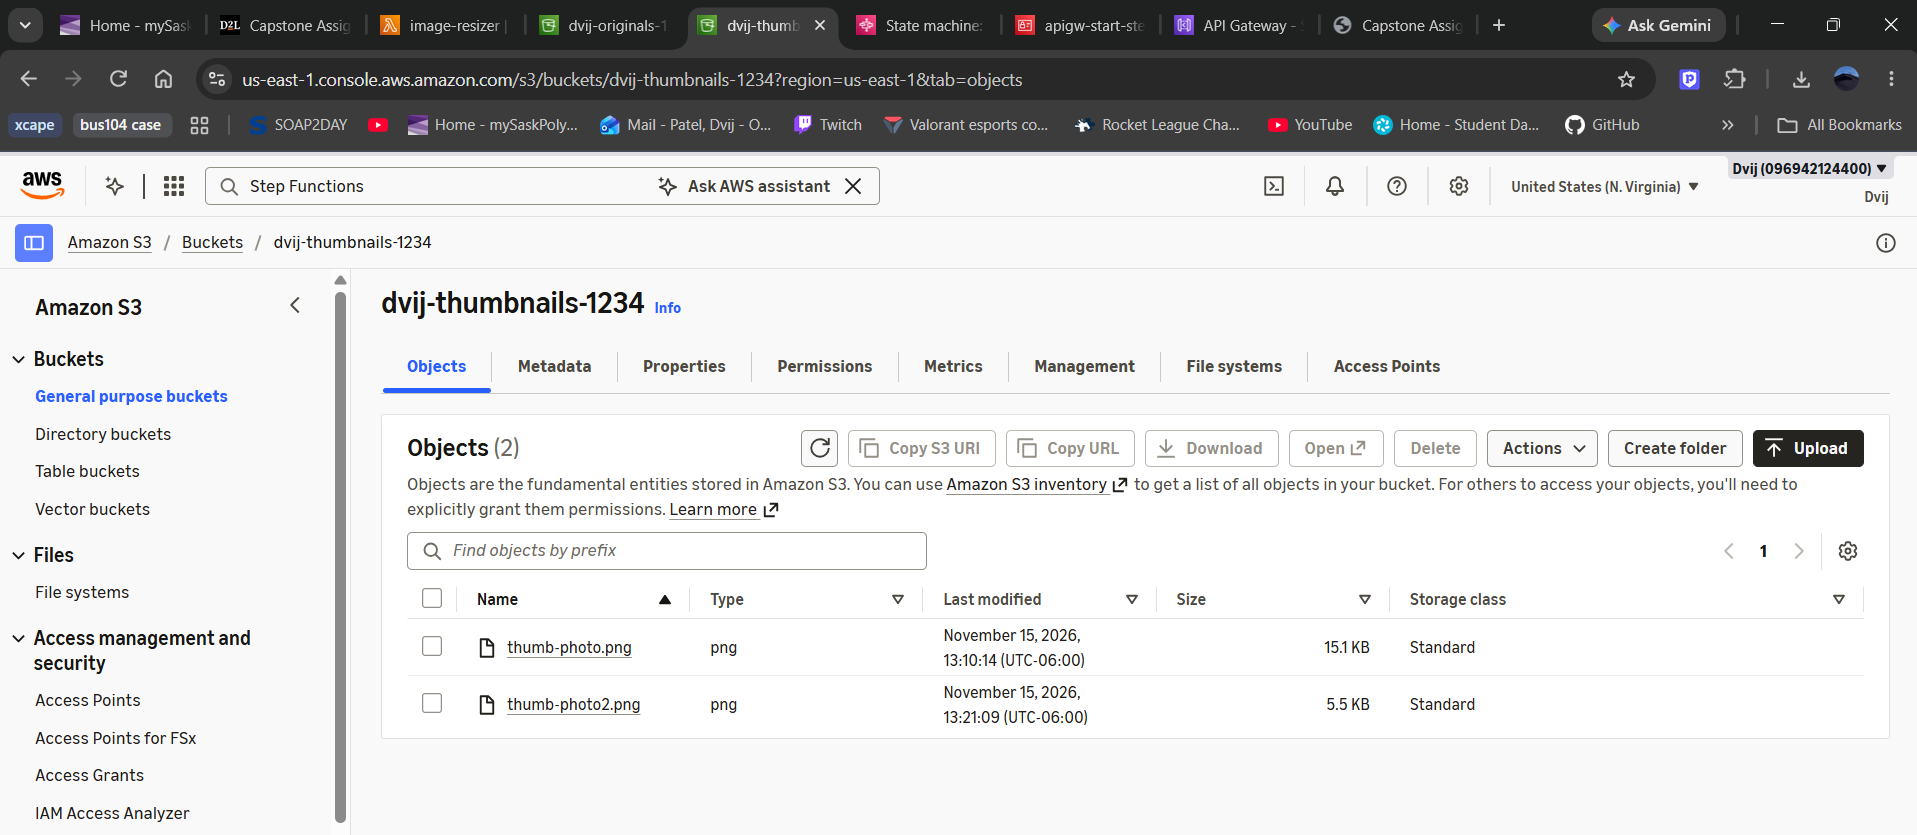 Home - mySask
Capstone Assig
image-resizer |
dvij-originals-1
dvij-thumb
State machine:
apigw-start-ste
API Gateway -
Capstone Assig
Ask Gemini
us-east-1.console.aws.amazon.com/s3/buckets/dvij-thumbnails-1234?region=us-east-1&tab=objects
xcape
bus104 case
SOAP2DAY
Home - mySaskPoly...
Mail - Patel, Dvij - O...
Twitch
Valorant esports co...
Rocket League Cha...
YouTube
Home - Student Da...
GitHub
All Bookmarks
aws
Step Functions
Ask AWS assistant
United States (N. Virginia)
Dvij (096942124400)
Dvij
Amazon S3 / Buckets / dvij-thumbnails-1234
Amazon S3
Buckets
General purpose buckets
Directory buckets
Table buckets
Vector buckets
Files
File systems
Access management and
security
Access Points
Access Points for FSx
Access Grants
IAM Access Analyzer
dvij-thumbnails-1234 Info
Objects
Metadata
Properties
Permissions
Metrics
Management
File systems
Access Points
Objects (2)
Copy S3 URI
Copy URL
Download
Open
Delete
Actions
Create folder
Upload
Objects are the fundamental entities stored in Amazon S3. You can use Amazon S3 inventory to get a list of all objects in your bucket. For others to access your objects, you'll need to
explicitly grant them permissions. Learn more
Find objects by prefix
1
Name Type Last modified Size Storage class
thumb-photo.png png November 15, 2026, 15.1 KB Standard
13:10:14 (UTC-06:00)
thumb-photo2.png png November 15, 2026, 5.5 KB Standard
13:21:09 (UTC-06:00)